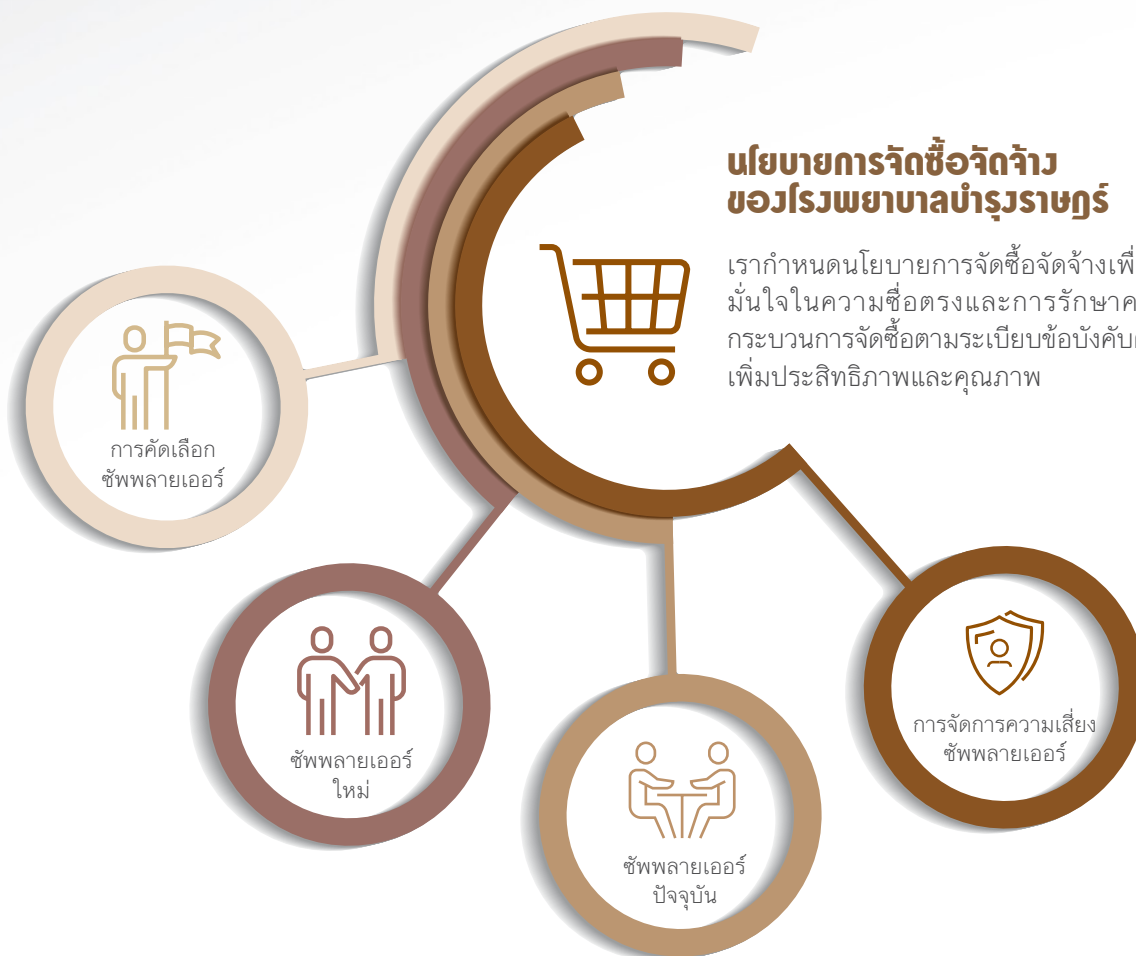 นโยบายการจัดซื้อจัดจ้าง
ของโรงพยาบาลบำรุงราษฎร์
เรากำหนดนโยบายการจัดซื้อจัดจ้างเพื่
มั่นใจในความซื่อตรงและการรักษาค
กระบวนการจัดซื้อตามระเบียบข้อบังคับ
เพิ่มประสิทธิภาพและคุณภาพ
การคัดเลือก
ซัพพลายเออร์
ซัพพลายเออร์
ใหม่
ซัพพลายเออร์
ปัจจุบัน
การจัดการความเสี่ยง
ซัพพลายเออร์